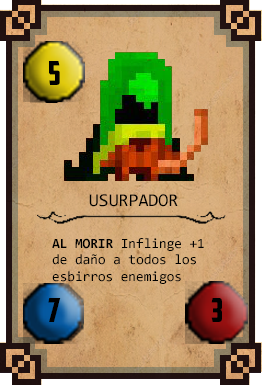 5
USURPADOR
AL MORIR Inflinge +1
de daño a todos los
esbirros enemigos
7
3